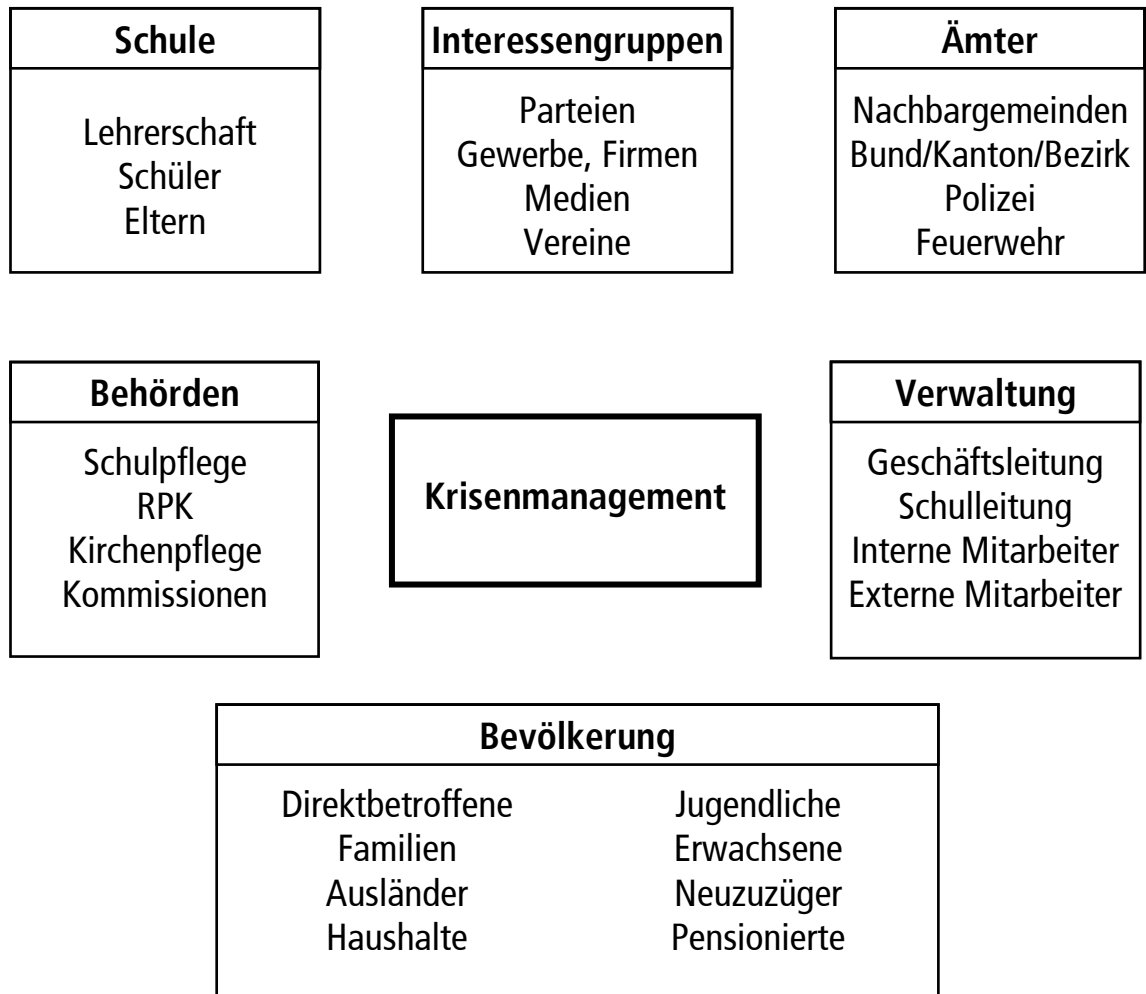 Schule
Lehrerschaft
Schüler
Eltern
Interessengruppen
Parteien
Gewerbe, Firmen
Medien
Vereine
Ämter
Nachbargemeinden
Bund/Kanton/Bezirk
Polizei
Feuerwehr
Behörden
Schulpflege
RPK
Kirchenpflege
Kommissionen
Krisenmanagement
Verwaltung
Geschäftsleitung
Schulleitung
Interne Mitarbeiter
Externe Mitarbeiter
Bevölkerung
Direktbetroffene
Familien
Ausländer
Haushalte
Jugendliche
Erwachsene
Neuzuzüger
Pensionierte